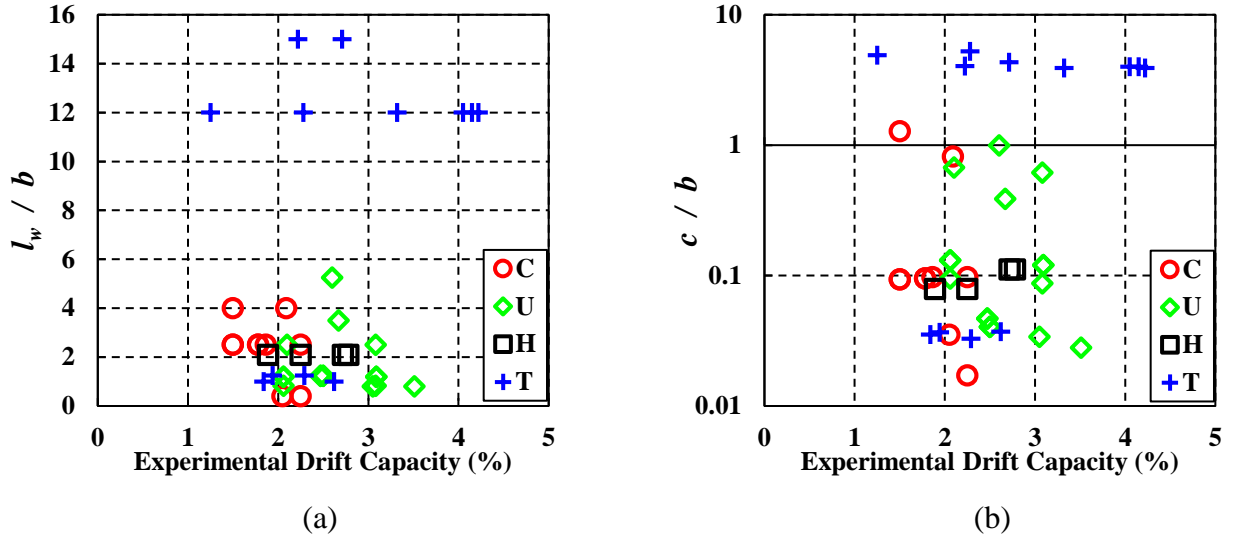 16
14
12
10
8
6
4
2
0
l_w / b
0 1 2 3 4 5
Experimental Drift Capacity (%)
C
U
H
T
(a)
10
1
0.1
0.01
c / b
0 1 2 3 4 5
Experimental Drift Capacity (%)
C
U
H
T
(b)